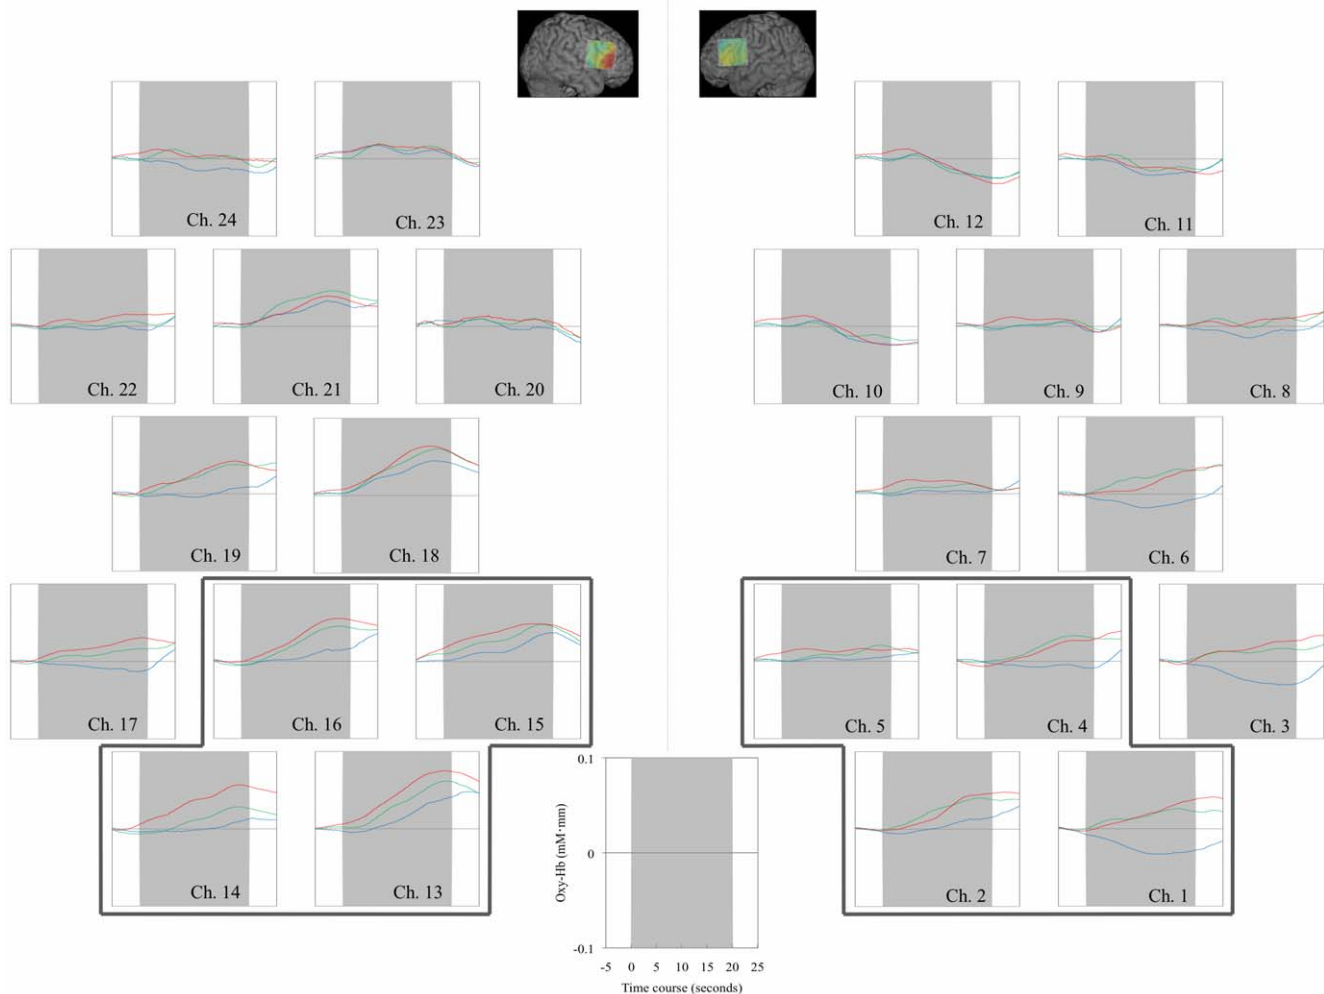 Ch. 24
Ch. 23
Ch. 12
Ch. 11
Ch. 22
Ch. 21
Ch. 20
Ch. 10
Ch. 9
Ch. 8
Ch. 19
Ch. 18
Ch. 7
Ch. 6
Ch. 17
Ch. 16
Ch. 15
Ch. 5
Ch. 4
Ch. 3
Ch. 14
Ch. 13
Ch. 2
Ch. 1
0.1
0
-0.1
Oxy-Hb (mM·mm)
-5 0 5 10 15 20 25
Time course (seconds)